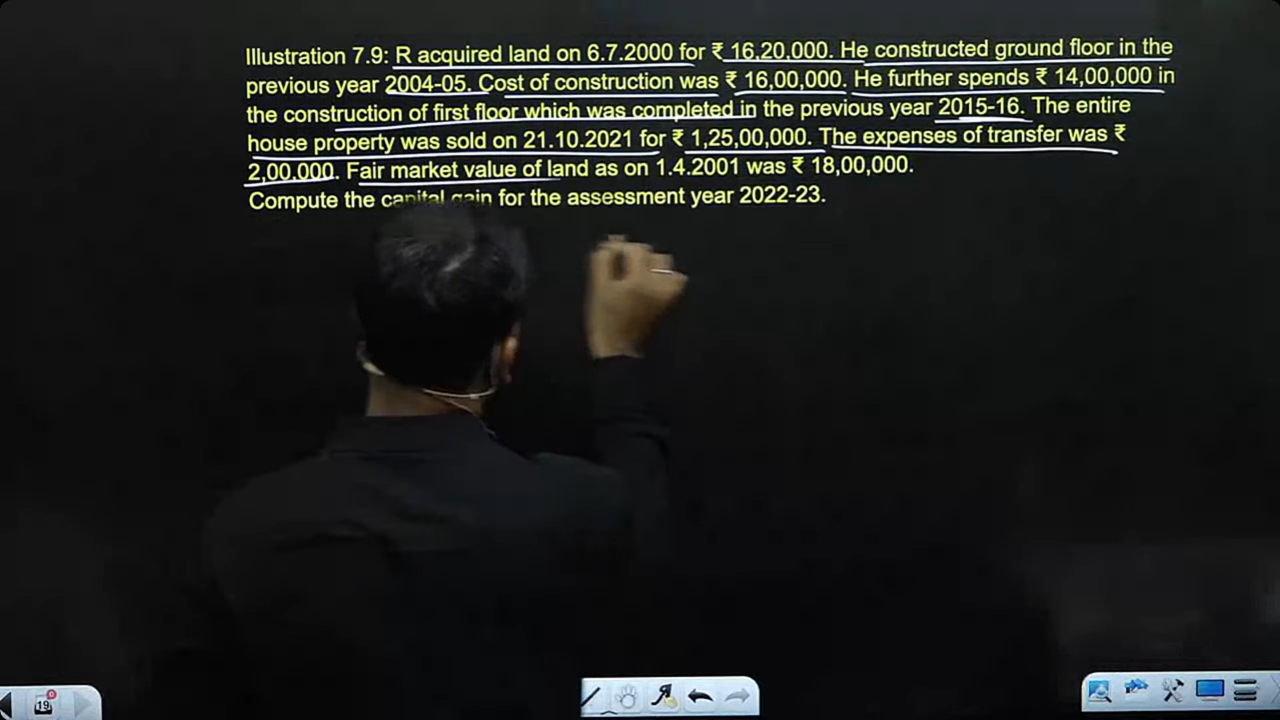 Illustration 7.9: R acquired land on 6.7.2000 for ₹ 16,20,000. He constructed ground floor in the
previous year 2004-05. Cost of construction was ₹ 16,00,000. He further spends ₹ 14,00,000 in
the construction of first floor which was completed in the previous year 2015-16. The entire
house property was sold on 21.10.2021 for ₹ 1,25,00,000. The expenses of transfer was ₹
2,00,000. Fair market value of land as on 1.4.2001 was ₹ 18,00,000.
Compute the capital gain for the assessment year 2022-23.
19
0